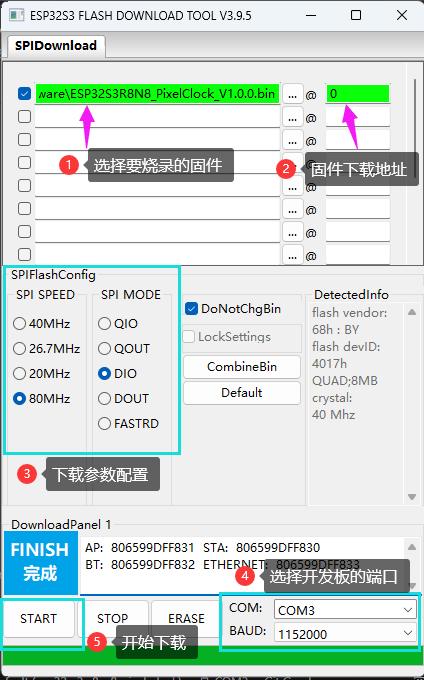 ESP32S3 FLASH DOWNLOAD TOOL V3.9.5
SPIDownload
ware\ESP32S3R8N8_PixelClock_V1.0.0.bin ... @ 0
... @
... @
... @
1 选择要烧录的固件
2 固件下载地址
... @
... @
... @
... @
SPIFlashConfig
SPI SPEED
40MHz
26.7MHz
20MHz
80MHz
SPI MODE
QIO
QOUT
DIO
DOUT
FASTRD
DoNotChgBin
LockSettings
CombineBin
Default
DetectedInfo
flash vendor:
68h : BY
flash devID:
4017h
QUAD;8MB
crystal:
40 Mhz
3 下载参数配置
DownloadPanel 1
FINISH
完成
AP: 806599DFF831 STA: 806599DFF830
BT: 806599DFF832 ETHERNET: 806599DFF833
4 选择开发板的端口
START
STOP
ERASE
COM: COM3
BAUD: 1152000
5 开始下载